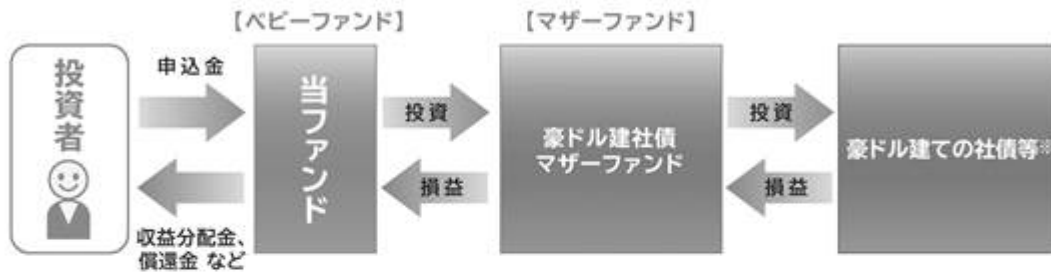 【ベビーファンド】
【マザーファンド】
投資者
申込金
収益分配金、
償還金 など
当ファンド
投資
損益
豪ドル建社債
マザーファンド
投資
損益
豪ドル建ての社債等※